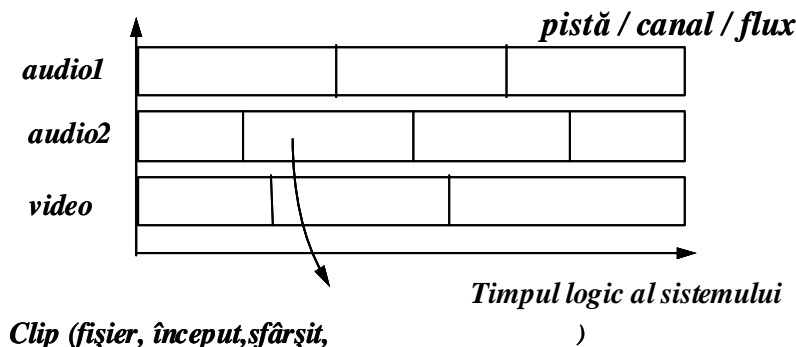 pistă / canal / flux
audio1
audio2
video
Timpul logic al sistemului
Clip (fişier, început,sfârşit, )